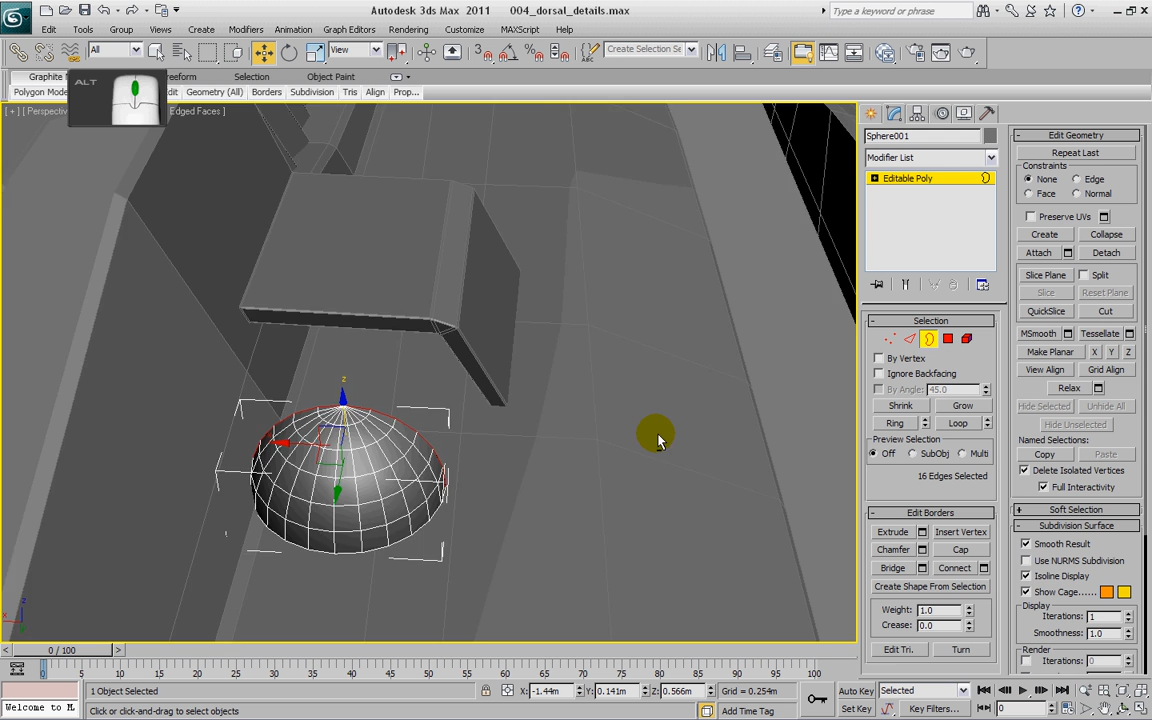 Autodesk 3ds Max 2011 004_dorsal_details.max
Type a keyword or phrase
Edit Tools Group Views Create Modifiers Animation Graph Editors Rendering Customize MAXScript Help
All View Create Selection Se
Graphite Selection Object Paint
Polygon Mode Geometry (All) Borders Subdivision Tris Align Prop...
ALT
[ + ] [ Perspectiv Edged Faces ]
Sphere001
Modifier List
Editable Poly
Selection
By Vertex
Ignore Backfacing
By Angle: 45.0
Shrink Grow
Ring Loop
Preview Selection
Off SubObj Multi
16 Edges Selected
Edit Borders
Extrude Insert Vertex
Chamfer Cap
Bridge Connect
Create Shape From Selection
Weight: 1.0
Crease: 0.0
Edit Tri. Turn
Edit Geometry
Repeat Last
Constraints
None Edge
Face Normal
Preserve UVs
Create Collapse
Attach Detach
Slice Plane Split
Slice Reset Plane
QuickSlice Cut
MSmooth Tessellate
Make Planar X Y Z
View Align Grid Align
Relax
Hide Selected Unhide All
Hide Unselected
Named Selections:
Copy Paste
Delete Isolated Vertices
Full Interactivity
Soft Selection
Subdivision Surface
Smooth Result
Use NURMS Subdivision
Isoline Display
Show Cage......
Display
Iterations: 1
Smoothness: 1.0
Render
Iterations: 0
z
0 / 100
0 5 10 15 20 25 30 35 40 45 50 55 60 65 70 75 80 85 90 95 100
1 Object Selected X: -1.44m Y: 0.141m Z: 0.566m Grid = 0.254m Auto Key Selected
Welcome to M Click or click-and-drag to select objects Add Time Tag Set Key Key Filters... 0